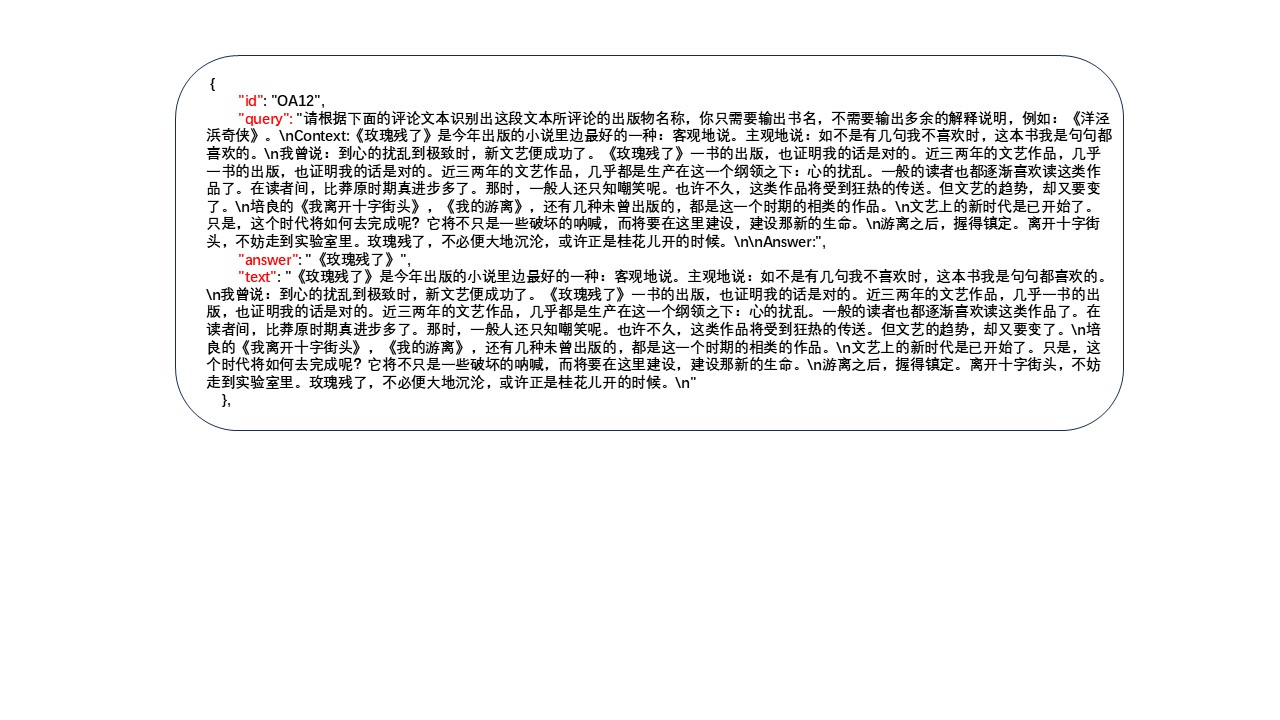 {
"id": "OA12",
"query": "请根据下面的评论文本识别出这段文本所评论的出版物名称，你只需要输出书名，不需要输出多余的解释说明，例如：《洋泾
浜奇侠》。\nContext:《玫瑰残了》是今年出版的小说里边最好的一种：客观地说。主观地说：如不是有几句我不喜欢时，这本书我是句句都
喜欢的。\n我曾说：到心的扰乱到极致时，新文艺便成功了。《玫瑰残了》一书的出版，也证明我的话是对的。近三两年的文艺作品，几乎
一书的出版，也证明我的话是对的。近三两年的文艺作品，几乎都是生产在这一个纲领之下：心的扰乱。一般的读者也都逐渐喜欢读这类作
品了。在读者间，比莽原时期真进步多了。那时，一般人还只知嘲笑呢。也许不久，这类作品将受到狂热的传送。但文艺的趋势，却又要变
了。\n培良的《我离开十字街头》，《我的游离》，还有几种未曾出版的，都是这一个时期的相类的作品。\n文艺上的新时代是已开始了。
只是，这个时代将如何去完成呢？它将不只是一些破坏的呐喊，而将要在这里建设，建设那新的生命。\n游离之后，握得镇定。离开十字街
头，不妨走到实验室里。玫瑰残了，不必便大地沉沦，或许正是桂花儿开的时候。\n\nAnswer:",
"answer": "《玫瑰残了》",
"text": "《玫瑰残了》是今年出版的小说里边最好的一种：客观地说。主观地说：如不是有几句我不喜欢时，这本书我是句句都喜欢的。
\n我曾说：到心的扰乱到极致时，新文艺便成功了。《玫瑰残了》一书的出版，也证明我的话是对的。近三两年的文艺作品，几乎一书的出
版，也证明我的话是对的。近三两年的文艺作品，几乎都是生产在这一个纲领之下：心的扰乱。一般的读者也都逐渐喜欢读这类作品了。在
读者间，比莽原时期真进步多了。那时，一般人还只知嘲笑呢。也许不久，这类作品将受到狂热的传送。但文艺的趋势，却又要变了。\n培
良的《我离开十字街头》，《我的游离》，还有几种未曾出版的，都是这一个时期的相类的作品。\n文艺上的新时代是已开始了。只是，这
个时代将如何去完成呢？它将不只是一些破坏的呐喊，而将要在这里建设，建设那新的生命。\n游离之后，握得镇定。离开十字街头，不妨
走到实验室里。玫瑰残了，不必便大地沉沦，或许正是桂花儿开的时候。\n"
},